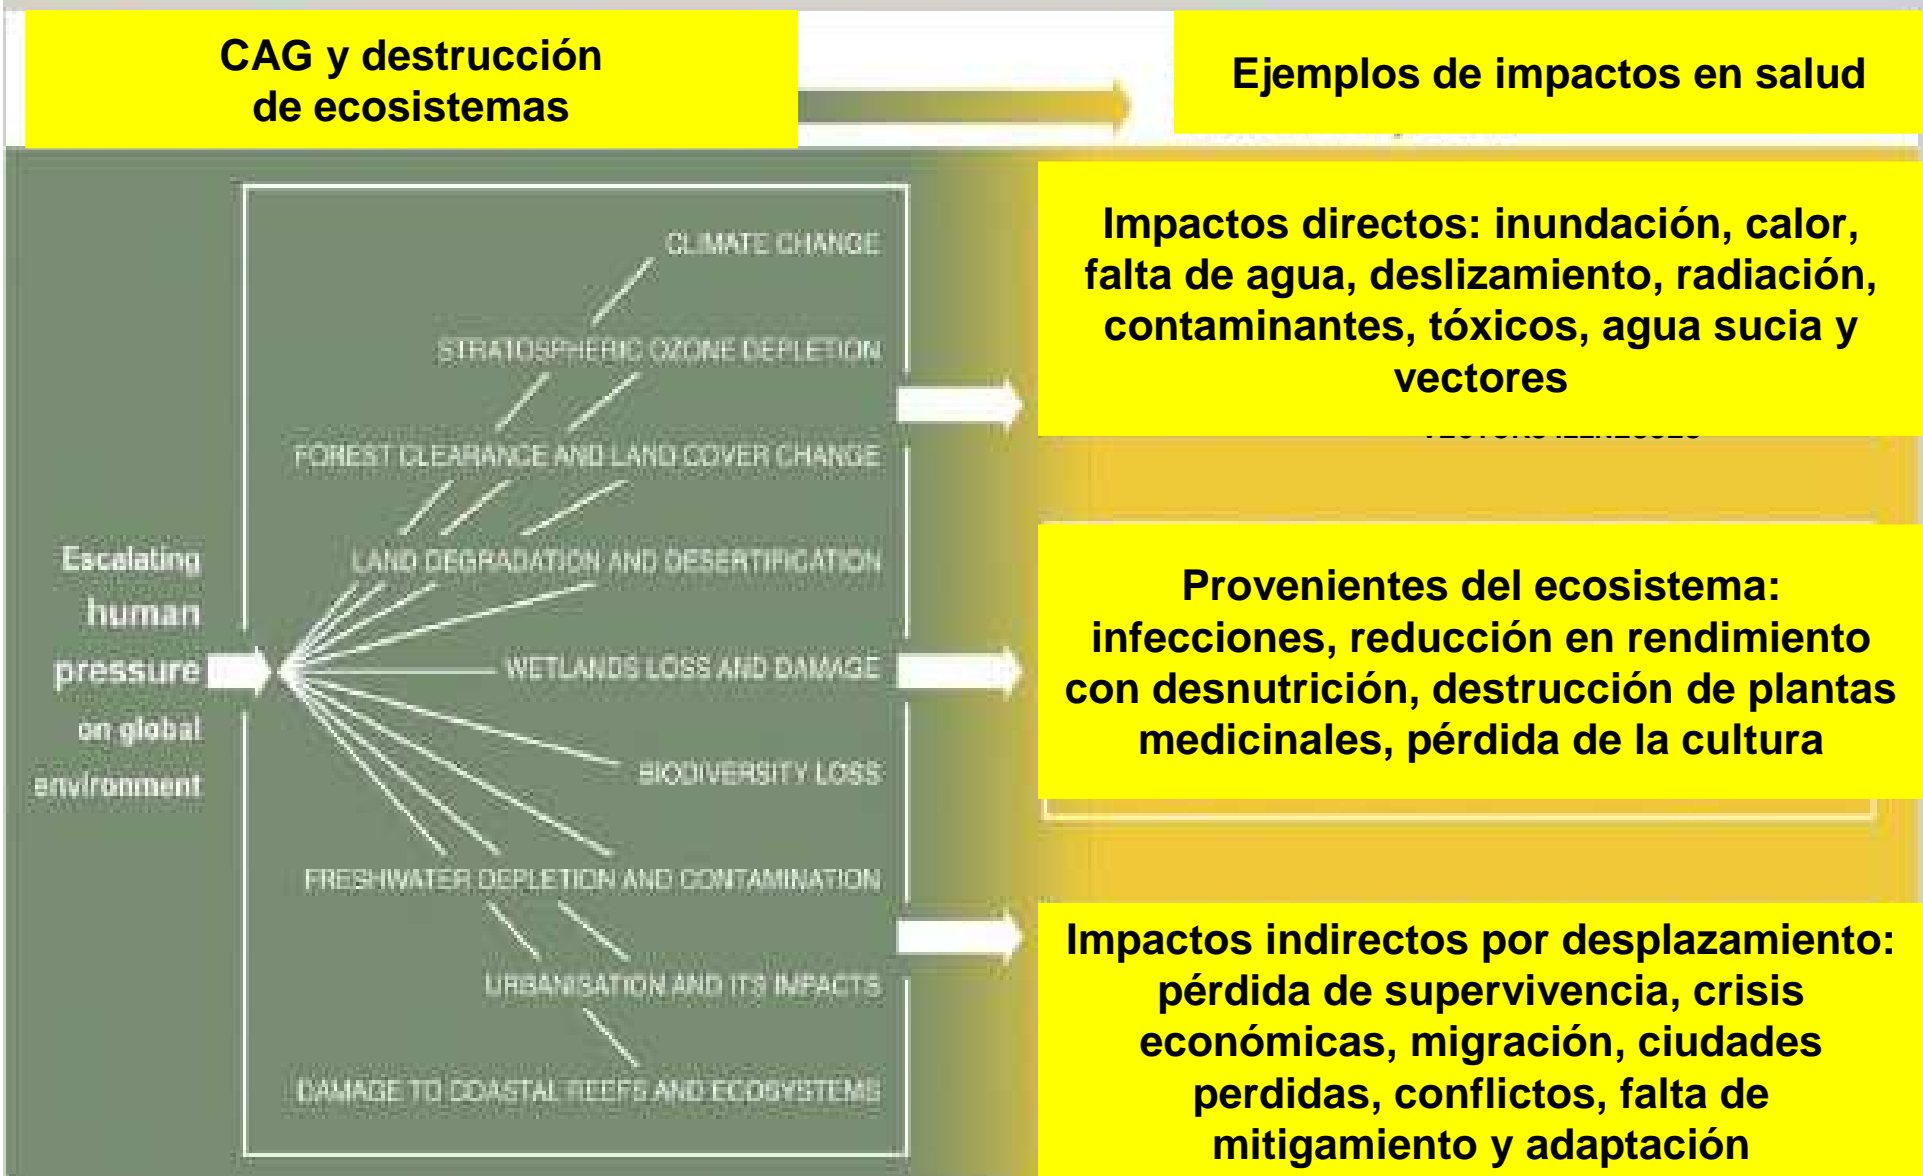 CAG y destrucción
de ecosistemas
Ejemplos de impactos en salud
Escalating
human
pressure
on global
environment
CLIMATE CHANGE
STRATOSPHERIC OZONE DEPLETION
FOREST CLEARANCE AND LAND COVER CHANGE
LAND DEGRADATION AND DESERTIFICATION
WETLANDS LOSS AND DAMAGE
BIODIVERSITY LOSS
FRESHWATER DEPLETION AND CONTAMINATION
URBANISATION AND ITS IMPACTS
DAMAGE TO COASTAL REEFS AND ECOSYSTEMS
Impactos directos: inundación, calor,
falta de agua, deslizamiento, radiación,
contaminantes, tóxicos, agua sucia y
vectores
Provenientes del ecosistema:
infecciones, reducción en rendimiento
con desnutrición, destrucción de plantas
medicinales, pérdida de la cultura
Impactos indirectos por desplazamiento:
pérdida de supervivencia, crisis
económicas, migración, ciudades
perdidas, conflictos, falta de
mitigamiento y adaptación